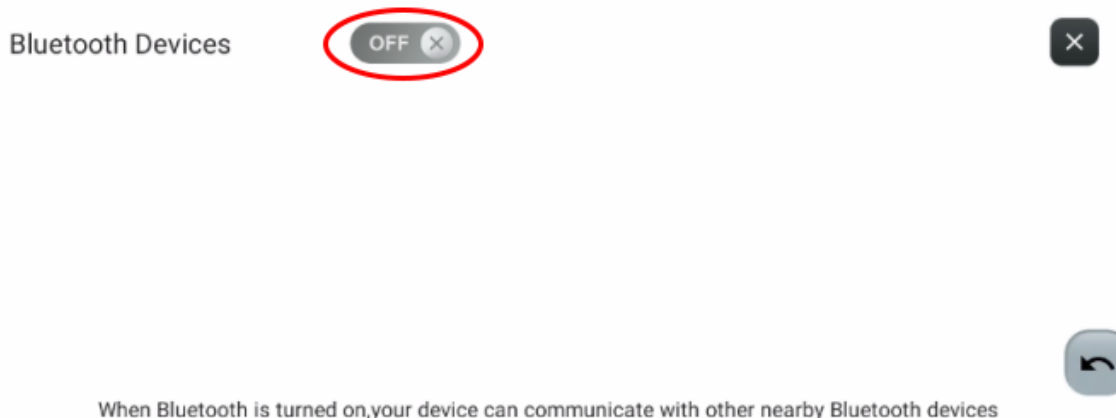 Bluetooth Devices OFF
When Bluetooth is turned on,your device can communicate with other nearby Bluetooth devices